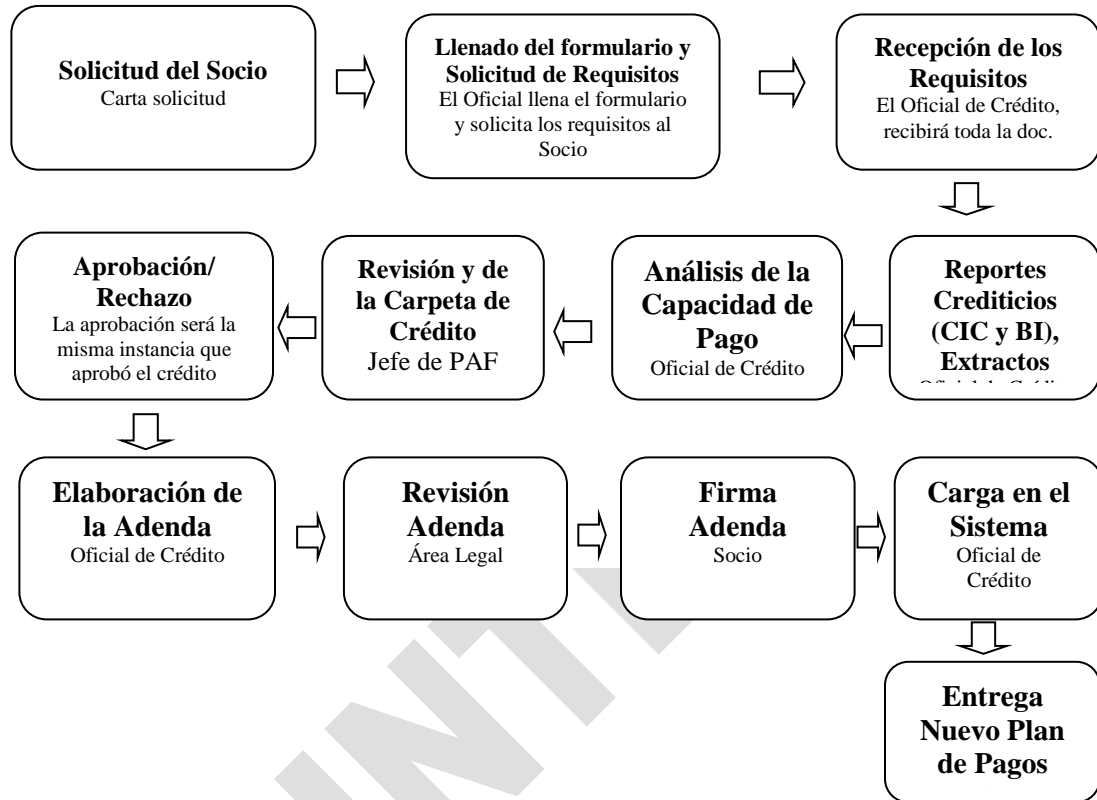 Solicitud del Socio
Carta solicitud
Llenado del formulario y
Solicitud de Requisitos
El Oficial llena el formulario
y solicita los requisitos al
Socio
Recepción de los
Requisitos
El Oficial de Crédito,
recibirá toda la doc.
Aprobación/
Rechazo
La aprobación será la
misma instancia que
aprobó el crédito
Revisión y de
la Carpeta de
Crédito
Jefe de PAF
Análisis de la
Capacidad de
Pago
Oficial de Crédito
Reportes
Crediticios
(CIC y BI),
Extractos
Elaboración de
la Adenda
Oficial de Crédito
Revisión
Adenda
Área Legal
Firma
Adenda
Socio
Carga en el
Sistema
Oficial de
Crédito
Entrega
Nuevo Plan
de Pagos